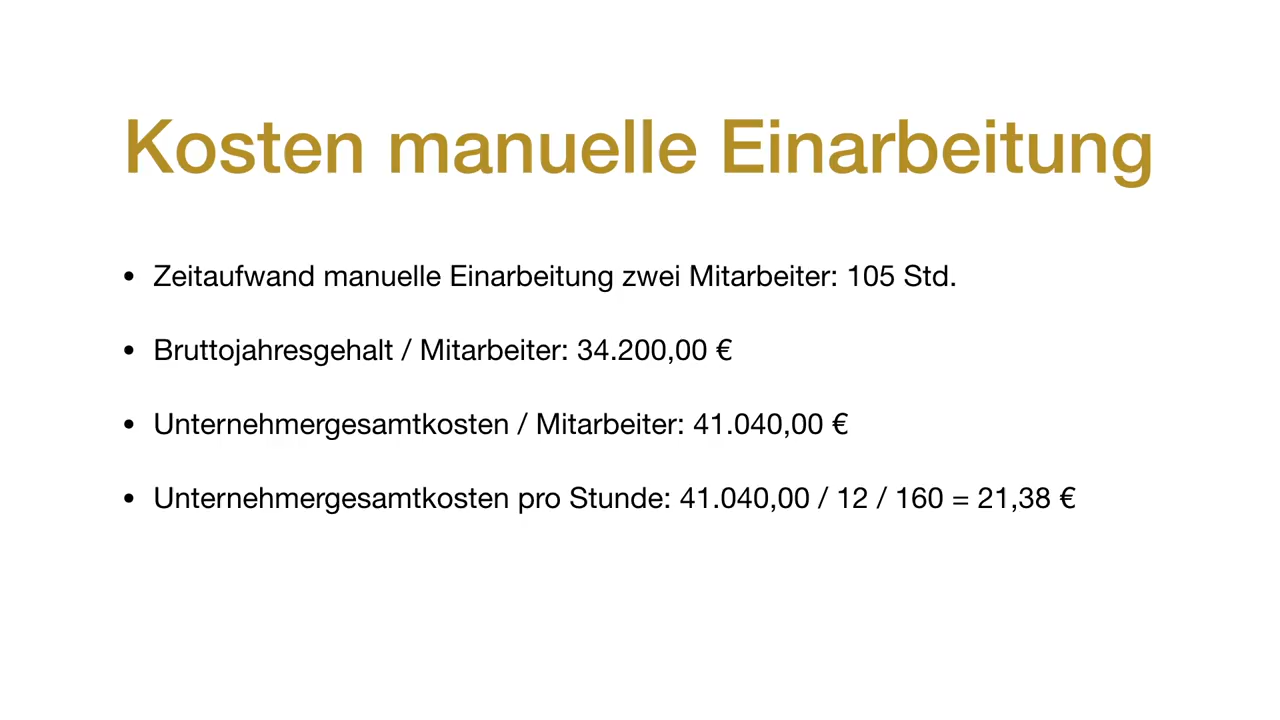 Kosten manuelle Einarbeitung
• Zeitaufwand manuelle Einarbeitung zwei Mitarbeiter: 105 Std.
• Bruttojahresgehalt / Mitarbeiter: 34.200,00 €
• Unternehmergesamtkosten / Mitarbeiter: 41.040,00 €
• Unternehmergesamtkosten pro Stunde: 41.040,00 / 12 / 160 = 21,38 €